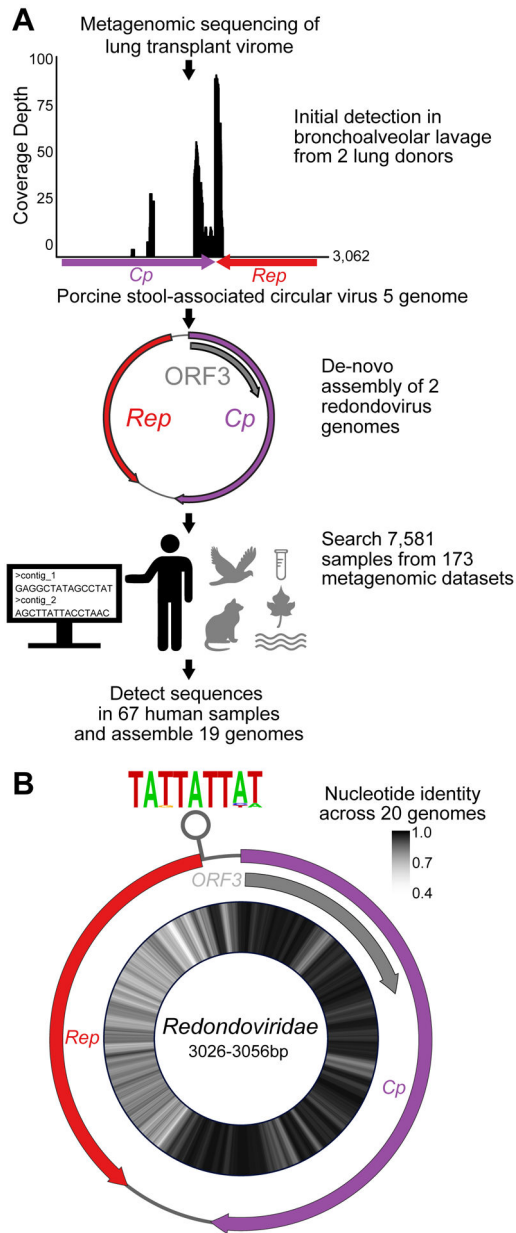 A
Metagenomic sequencing of
lung transplant virome
100
75
50
25
0
Coverage Depth
Initial detection in
bronchoalveolar lavage
from 2 lung donors
3,062
Cp
Rep
Porcine stool-associated circular virus 5 genome
ORF3
Rep
Cp
De-novo
assembly of 2
redondovirus
genomes
>contig_1
GAGGCTATAGCCTAT
>contig_2
AGCTTATTACCTAAC
Search 7,581
samples from 173
metagenomic datasets
Detect sequences
in 67 human samples
and assemble 19 genomes
B
TATTATTAT
Nucleotide identity
across 20 genomes
1.0
0.7
0.4
ORF3
Rep
Redondoviridae
3026-3056bp
Cp